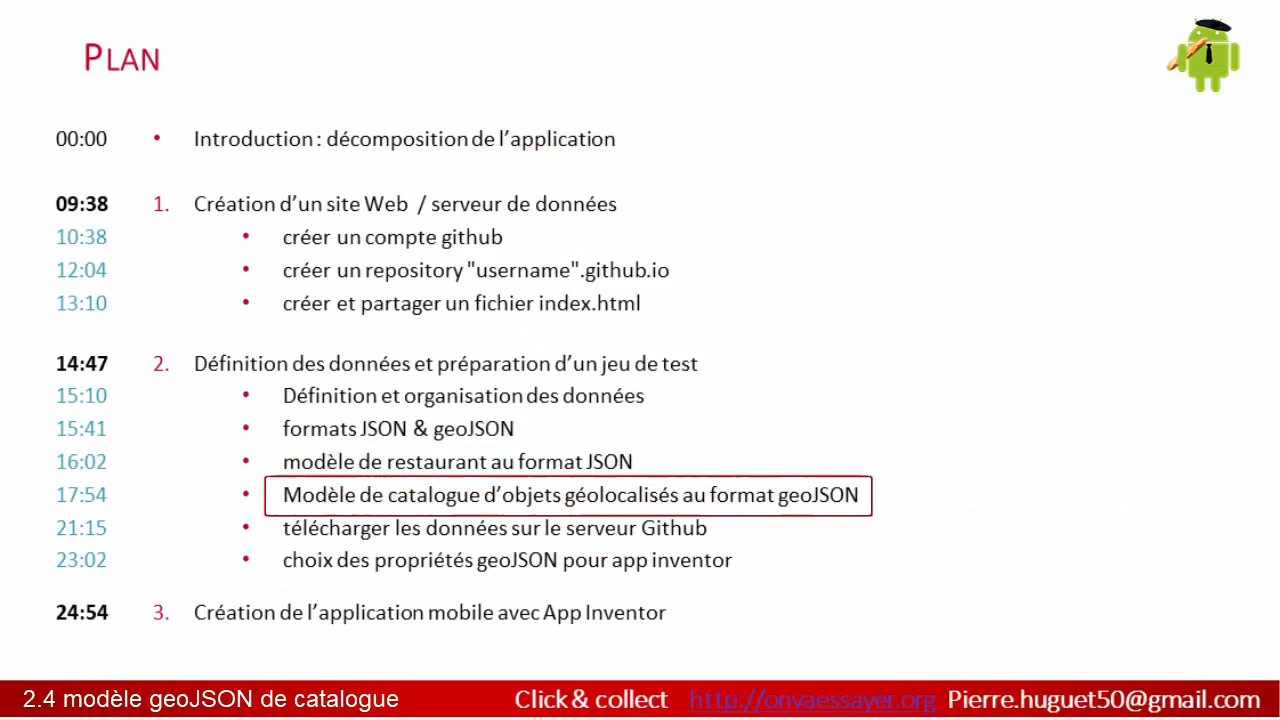 PLAN
00:00 • Introduction : décomposition de l'application
09:38 1. Création d'un site Web / serveur de données
10:38 • créer un compte github
12:04 • créer un repository "username".github.io
13:10 • créer et partager un fichier index.html
14:47 2. Définition des données et préparation d'un jeu de test
15:10 • Définition et organisation des données
15:41 • formats JSON & geoJSON
16:02 • modèle de restaurant au format JSON
17:54 • Modèle de catalogue d'objets géolocalisés au format geoJSON
21:15 • télécharger les données sur le serveur Github
23:02 • choix des propriétés geoJSON pour app inventor
24:54 3. Création de l'application mobile avec App Inventor
2.4 modèle geoJSON de catalogue Click & collect http://onvaessayer.org Pierre.huguet50@gmail.com